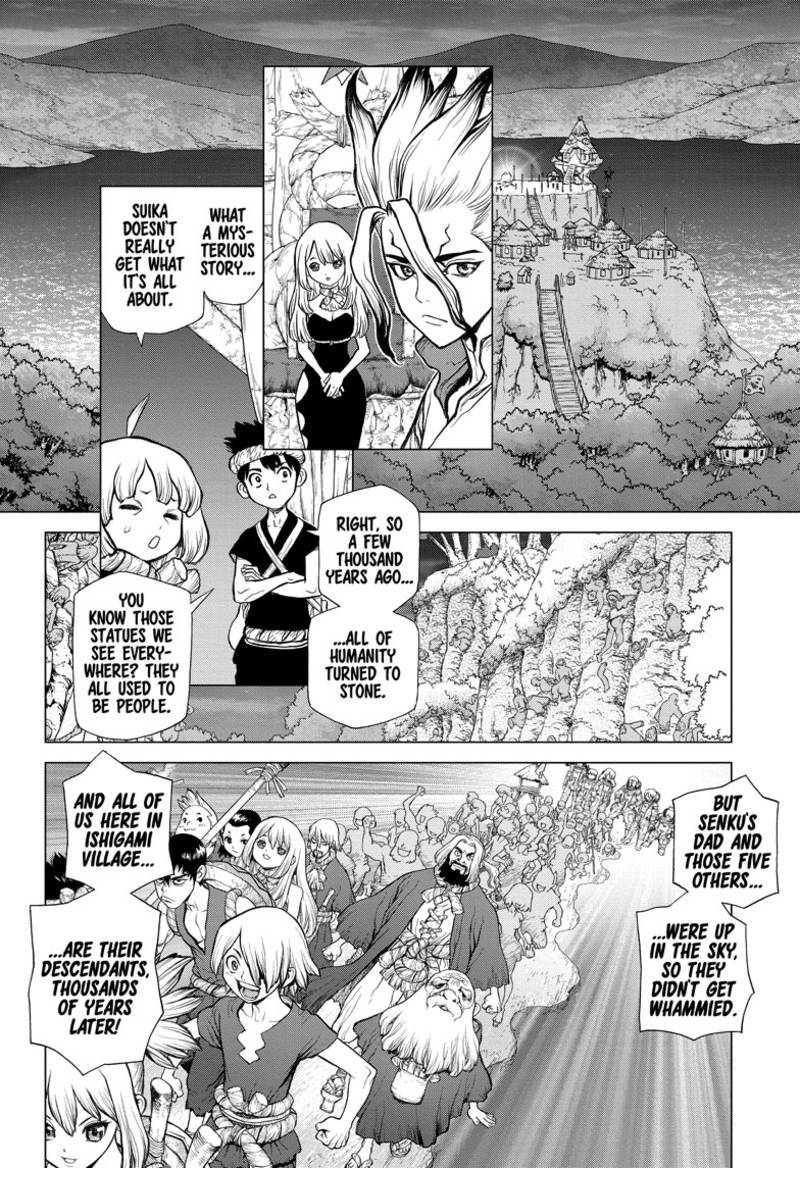 WHAT
A MYS-
TERIOUS
STORY...
SUIKA
DOESN'T
REALLY
GET WHAT
IT'S ALL
ABOUT.
RIGHT, SO
A FEW
THOUSAND
YEARS AGO...
...ALL OF
HUMANITY
TURNED TO
STONE.
YOU
KNOW THOSE
STATUES WE
SEE EVERY-
WHERE? THEY
ALL USED TO
BE PEOPLE.
BUT
SENKU'S
DAD AND
THOSE FIVE
OTHERS...
...WERE UP
IN THE SKY,
SO THEY
DIDN'T GET
WHAMMIED.
AND ALL OF
US HERE IN
ISHIGAMI
VILLAGE...
...ARE THEIR
DESCENDANTS,
THOUSANDS
OF YEARS
LATER!